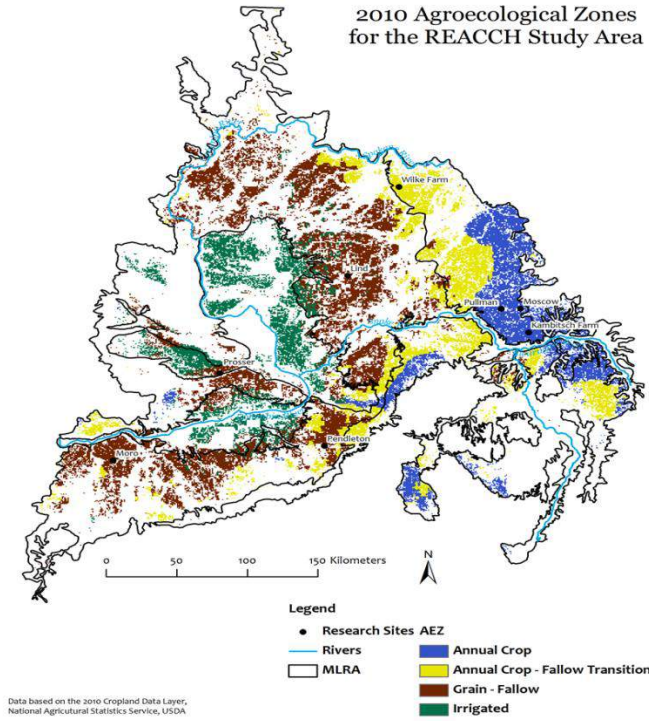 2010 Agroecological Zones
for the REACCH Study Area
Wilke Farm
Lind
Pullman
Moscow
Kambitsch Farm
Prosser
Pendleton
Moro
0 50 100 150 Kilometers
N
Legend
Research Sites AEZ
Rivers
Annual Crop
MLRA
Annual Crop - Fallow Transition
Grain - Fallow
Irrigated
Data based on the 2010 Cropland Data Layer,
National Agricutural Statistics Service, USDA